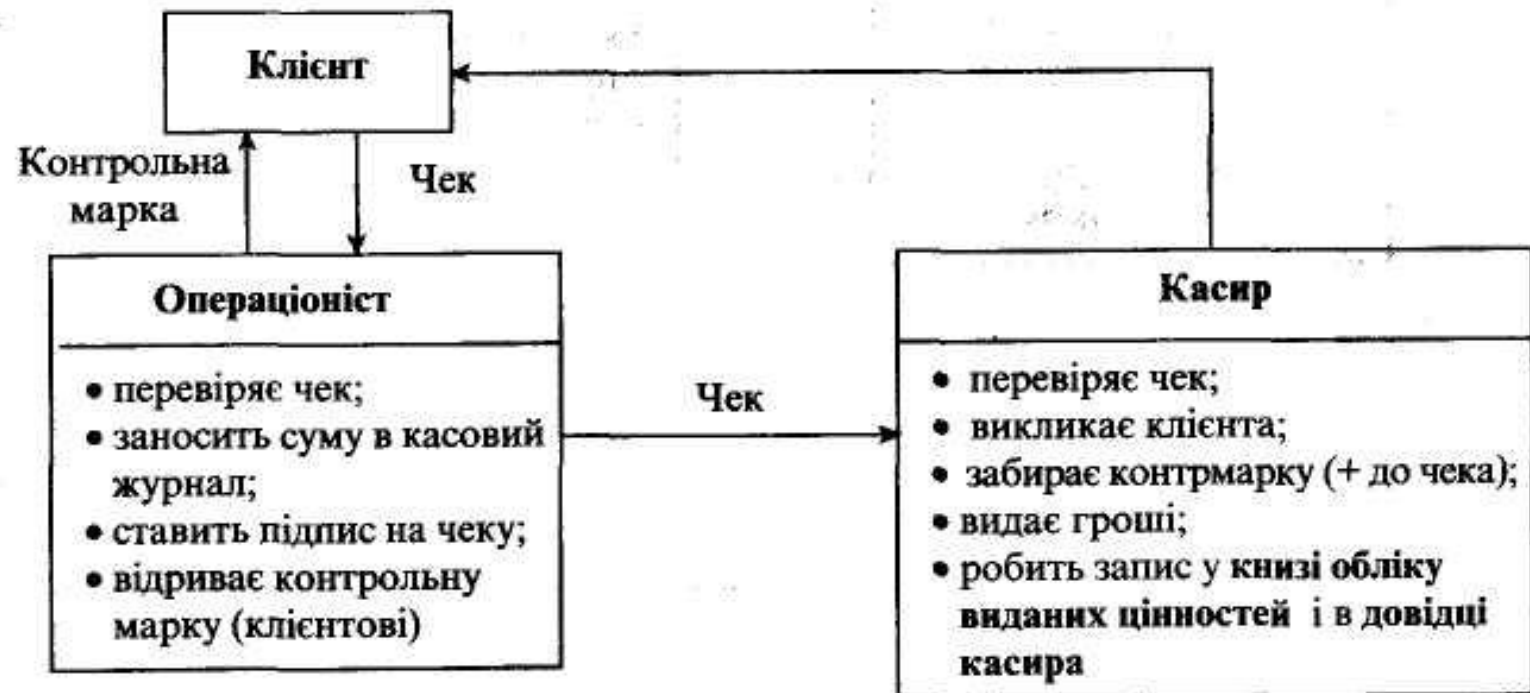 Клієнт
Контрольна
марка
Чек
Операціоніст
• перевіряє чек;
• заносить суму в касовий
журнал;
• ставить підпис на чеку;
• відриває контрольну
марку (клієнтові)
Чек
Касир
• перевіряє чек;
• викликає клієнта;
• забирає контрмарку (+ до чека);
• видає гроші;
• робить запис у книзі обліку
виданих цінностей і в довідці
касира